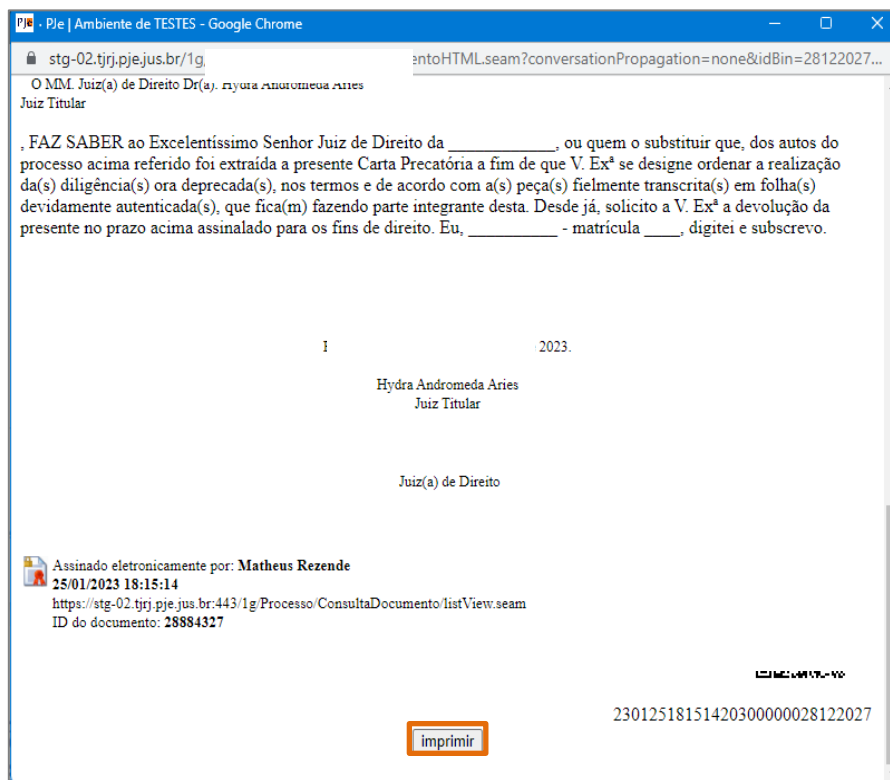 PJe · PJe | Ambiente de TESTES - Google Chrome
stg-02.tjrj.pje.jus.br/1g entoHTML.seam?conversationPropagation=none&idBin=28122027...
O MM. Juiz(a) de Direito Dr(a). Hydra Andromeda Aries
Juiz Titular
, FAZ SABER ao Excelentíssimo Senhor Juiz de Direito da _____________, ou quem o substituir que, dos autos do
processo acima referido foi extraída a presente Carta Precatória a fim de que V. Exª se designe ordenar a realização
da(s) diligência(s) ora deprecada(s), nos termos e de acordo com a(s) peça(s) fielmente transcrita(s) em folha(s)
devidamente autenticada(s), que fica(m) fazendo parte integrante desta. Desde já, solicito a V. Exª a devolução da
presente no prazo acima assinalado para os fins de direito. Eu, __________ - matrícula ____, digitei e subscrevo.
2023.
Hydra Andromeda Aries
Juiz Titular
Juiz(a) de Direito
Assinado eletronicamente por: Matheus Rezende
25/01/2023 18:15:14
https://stg-02.tjrj.pje.jus.br:443/1g/Processo/ConsultaDocumento/listView.seam
ID do documento: 28884327
23012518151420300000028122027
imprimir